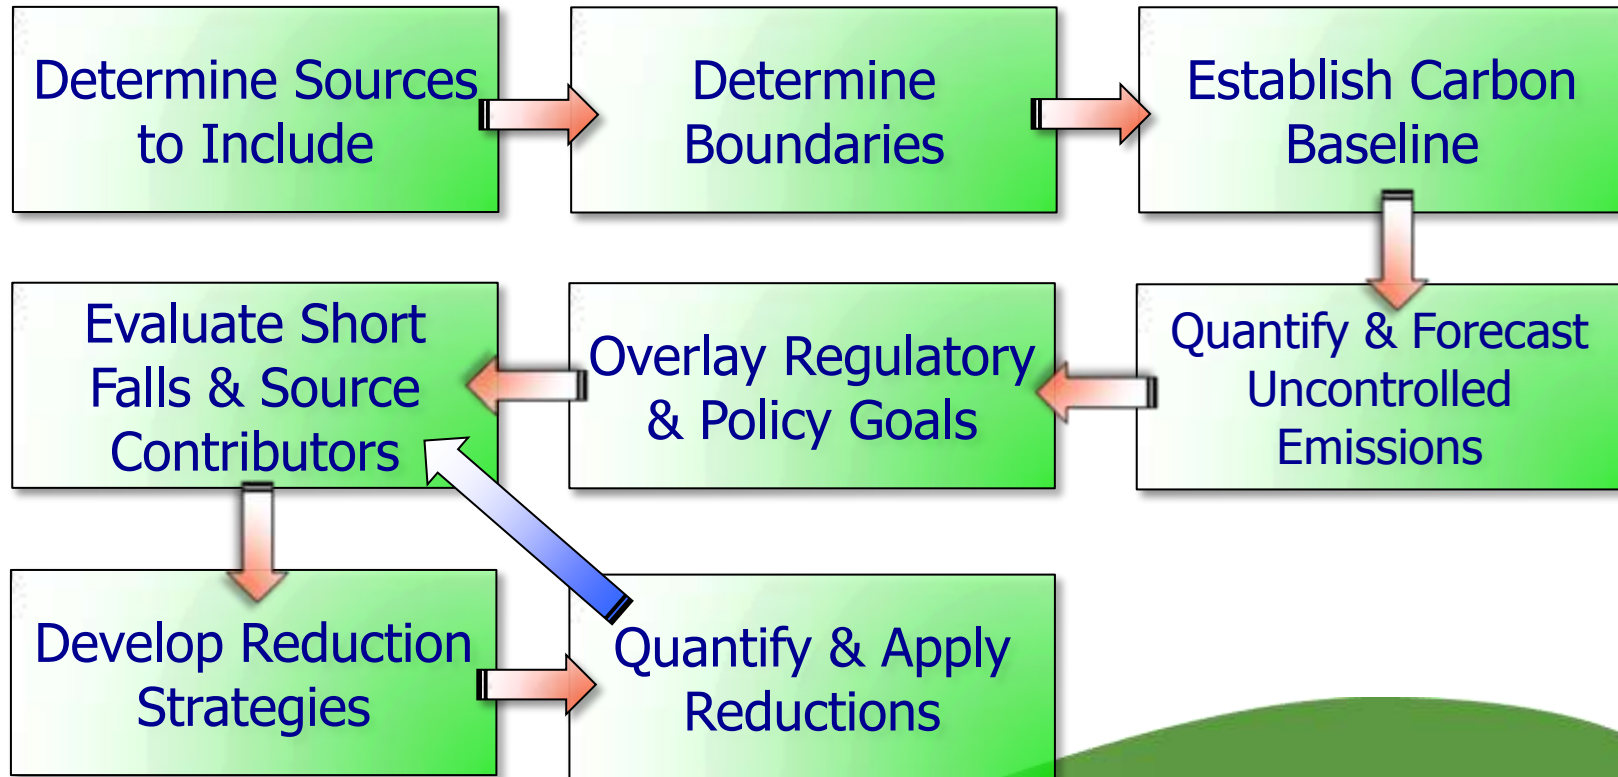 Determine Sources
to Include
Determine
Boundaries
Establish Carbon
Baseline
Quantify & Forecast
Uncontrolled
Emissions
Overlay Regulatory
& Policy Goals
Evaluate Short
Falls & Source
Contributors
Develop Reduction
Strategies
Quantify & Apply
Reductions